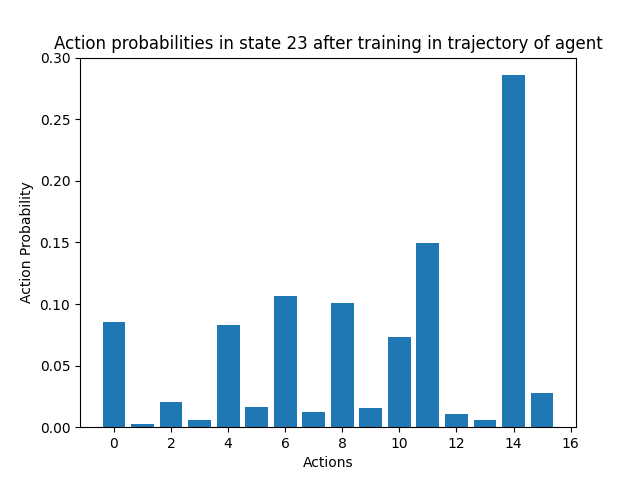 Action probabilities in state 23 after training in trajectory of agent
0.30
0.25
0.20
0.15
0.10
0.05
0.00
Action Probability
0 2 4 6 8 10 12 14 16
Actions